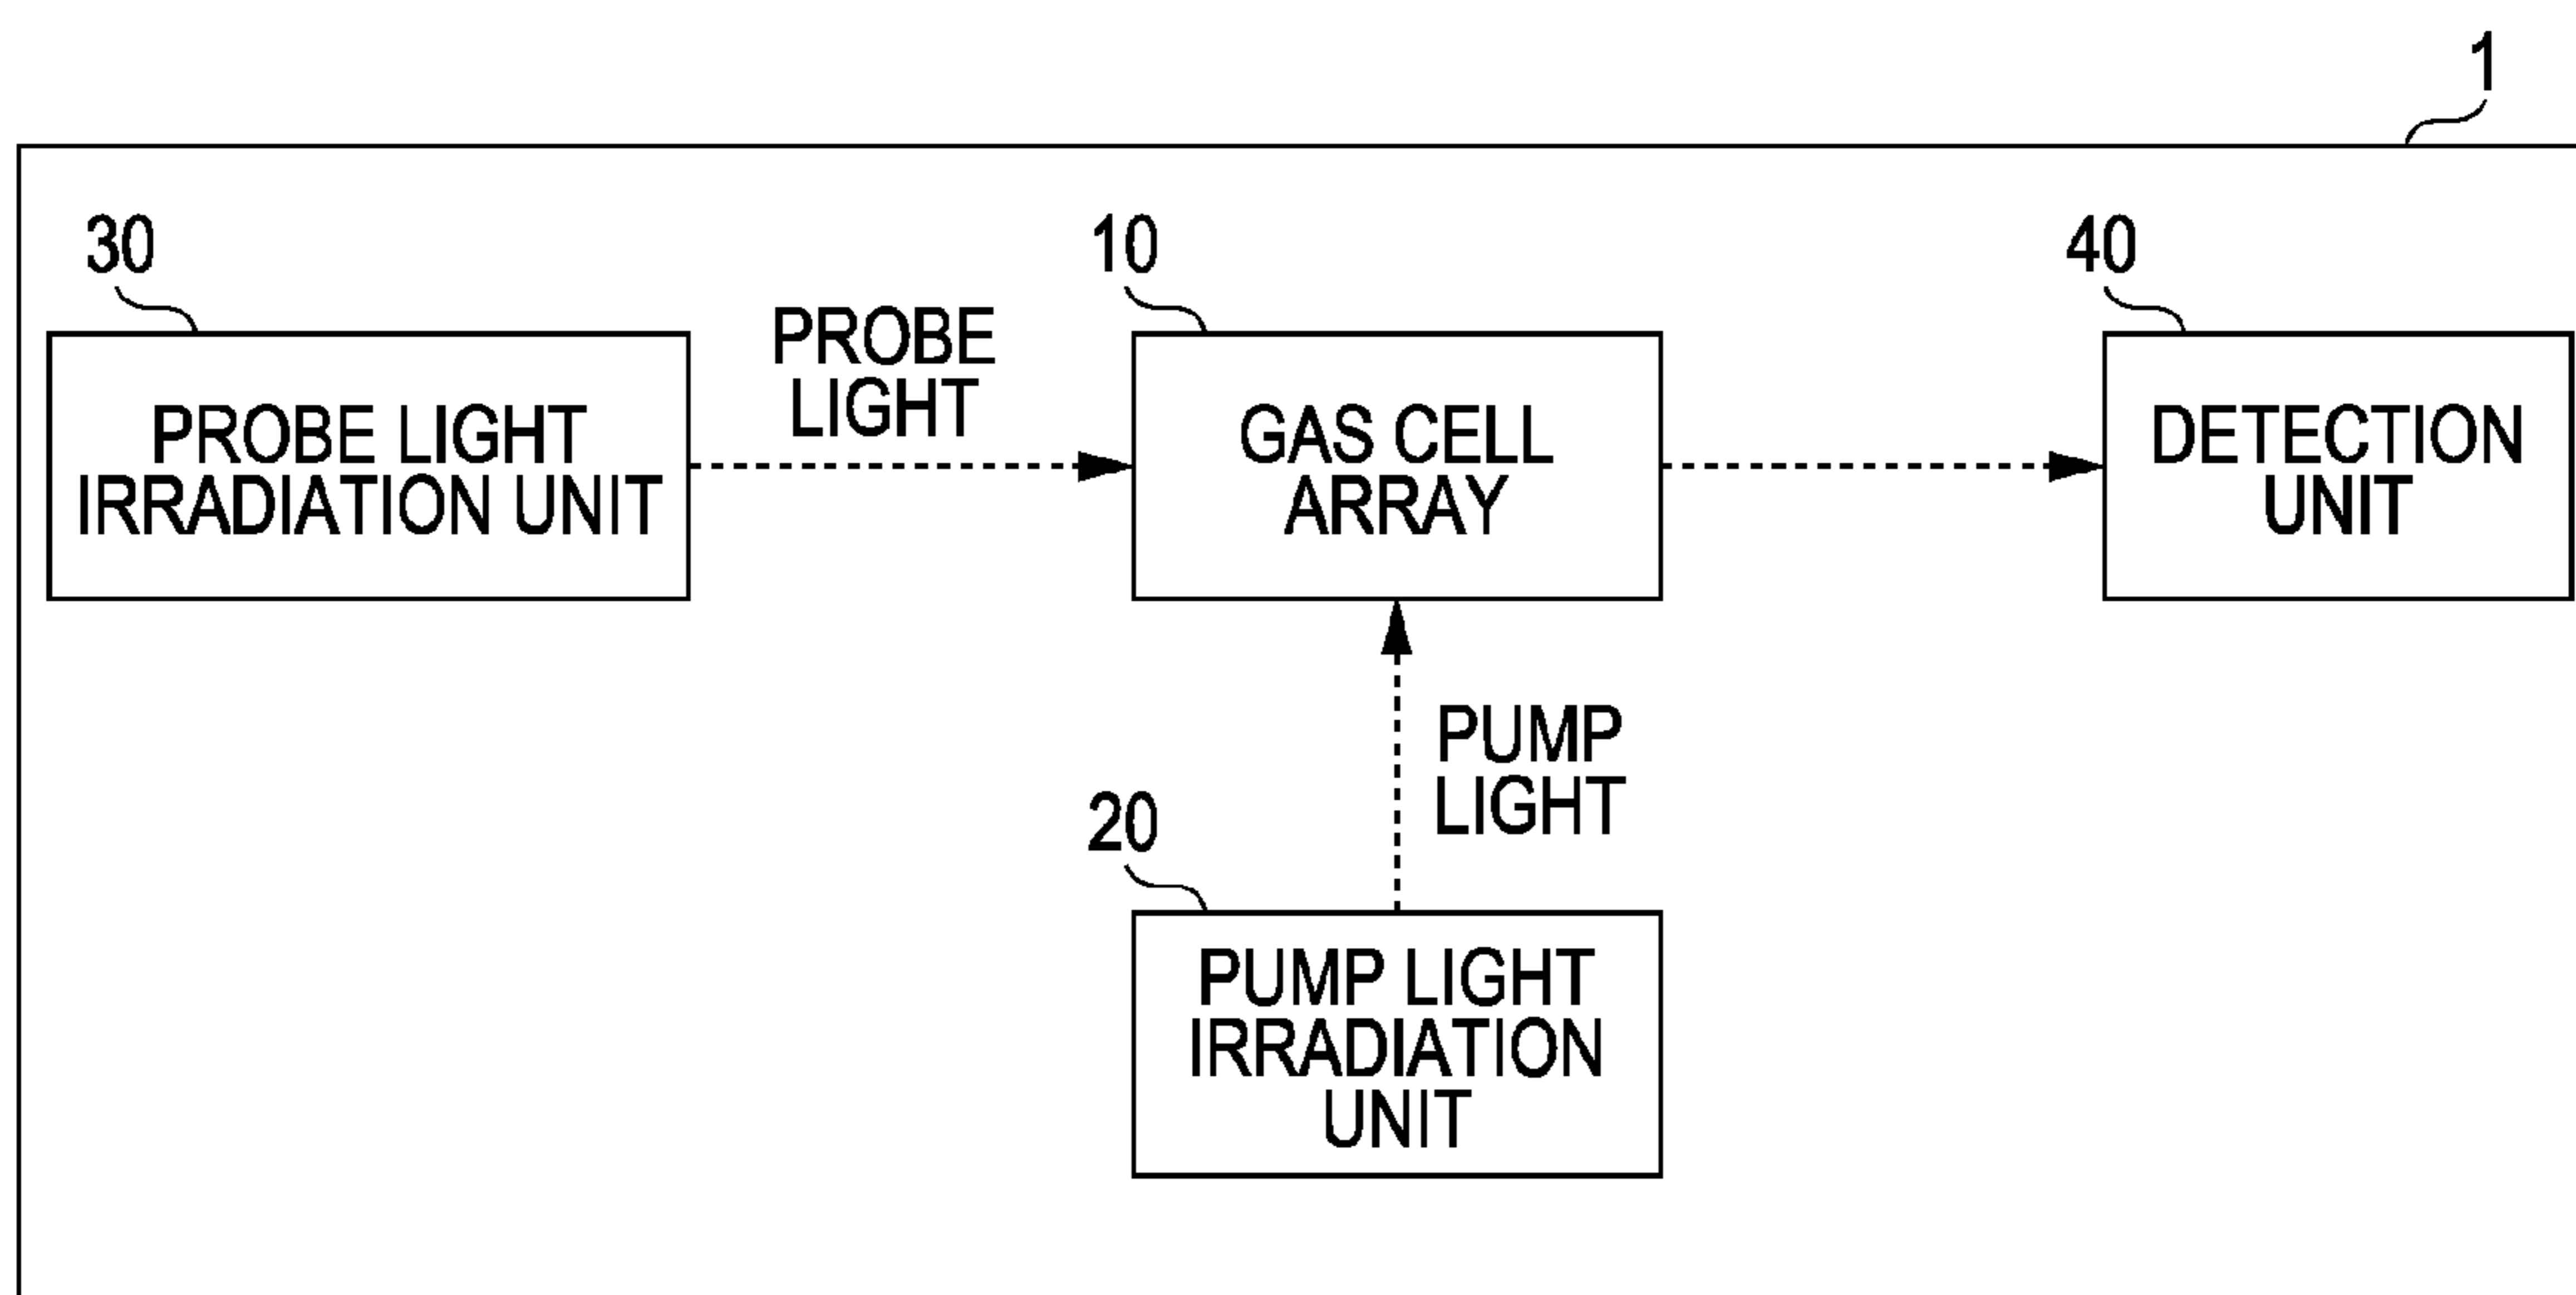 1
30
PROBE LIGHT
IRRADIATION UNIT
PROBE
LIGHT
10
GAS CELL
ARRAY
40
DETECTION
UNIT
PUMP
LIGHT
20
PUMP LIGHT
IRRADIATION
UNIT